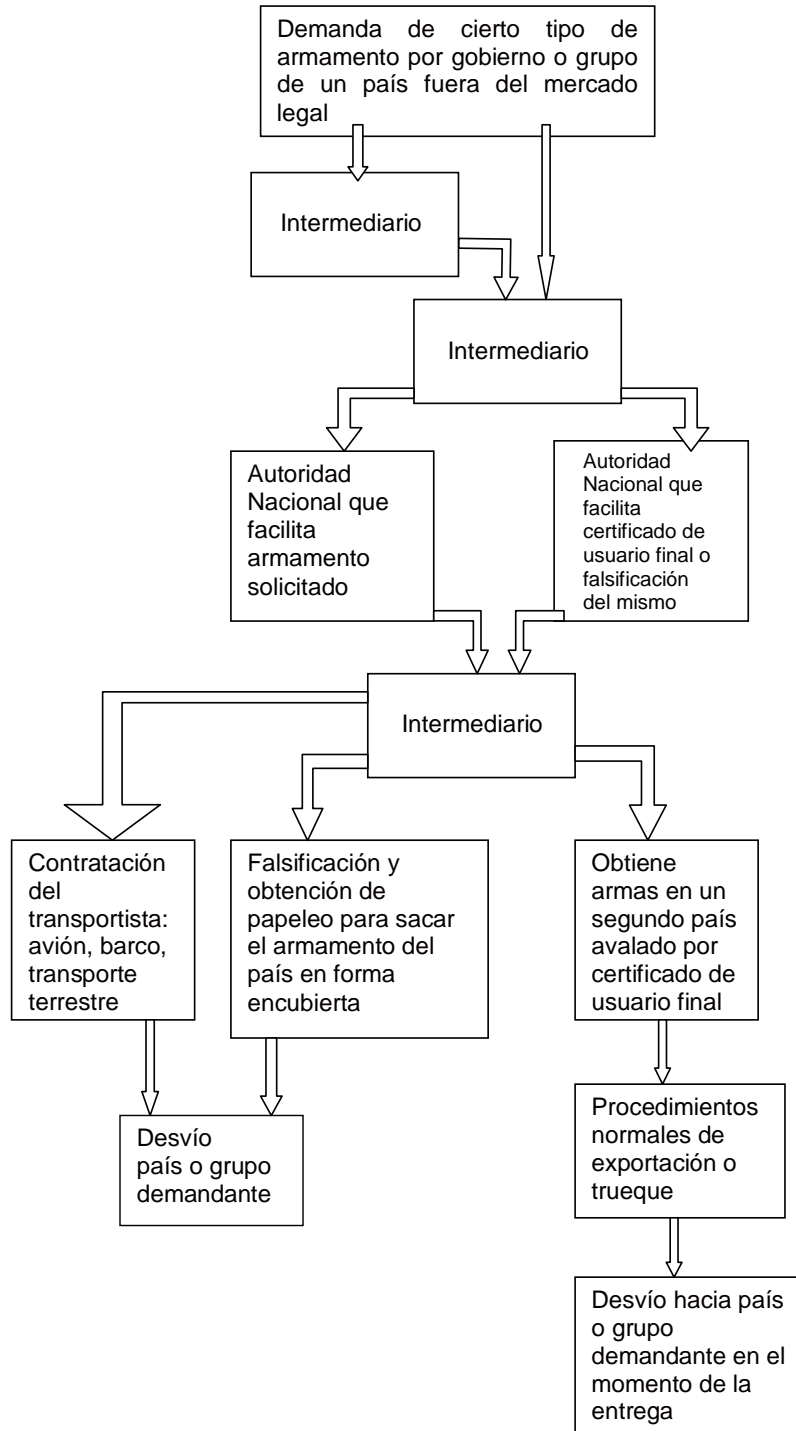 Demanda de cierto tipo de
armamento por gobierno o grupo
de un país fuera del mercado
legal
Intermediario
Intermediario
Autoridad
Nacional que
facilita
armamento
solicitado
Autoridad
Nacional que
facilita
certificado de
usuario final o
falsificación
del mismo
Intermediario
Contratación
del
transportista:
avión, barco,
transporte
terrestre
Falsificación y
obtención de
papeleo para sacar
el armamento del
país en forma
encubierta
Obtiene
armas en un
segundo país
avalado por
certificado de
usuario final
Desvío
país o grupo
demandante
Procedimientos
normales de
exportación o
trueque
Desvío hacia país
o grupo
demandante en el
momento de la
entrega